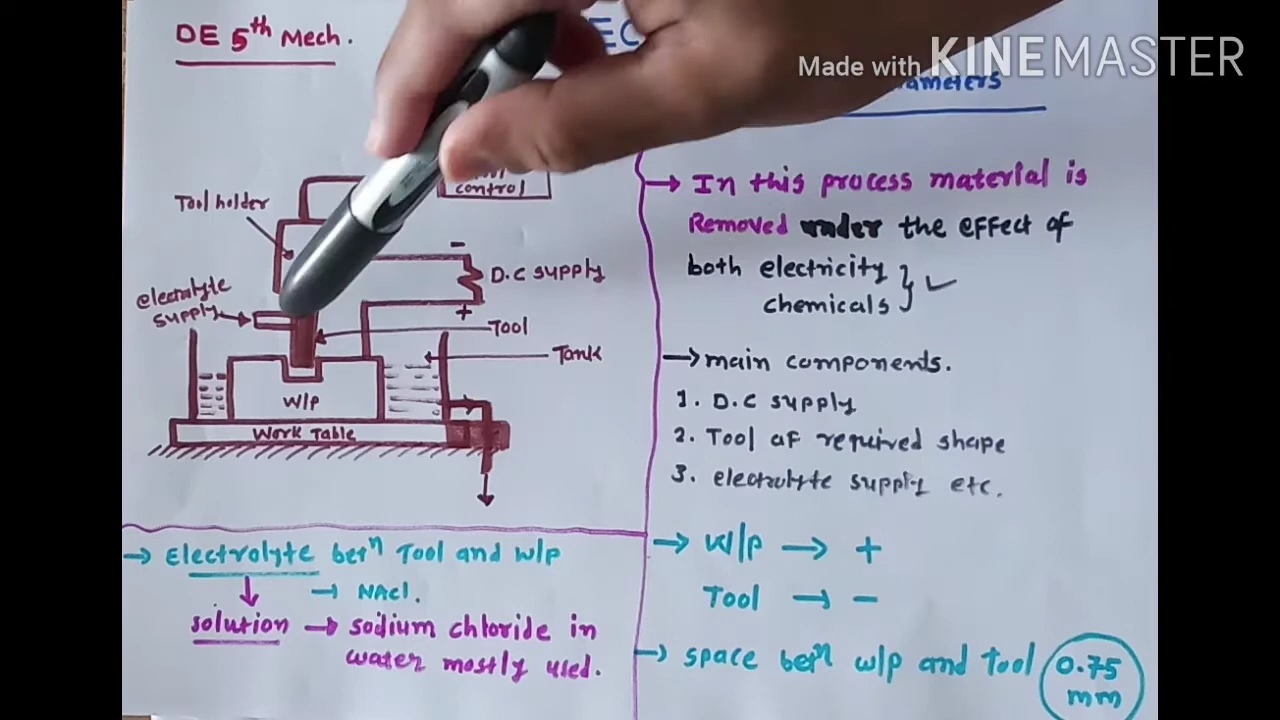 DE 5th Mech.
EC
Made with KINEMASTER
Tool holder
control
electrolyte
supply
-
D.C supply
+
Tool
Tank
W/P
Work Table
→ Electrolyte betn Tool and W/p
→ NAcl.
solution → sodium chloride in
water mostly used.
→ In this process material is
Removed under the effect of
both electricity
chemicals
→ main components.
1. D.C supply
2. Tool of required shape
3. electrolyte supply etc.
→ W/p → +
Tool → -
→ space betn w/p and Tool 0.75
mm